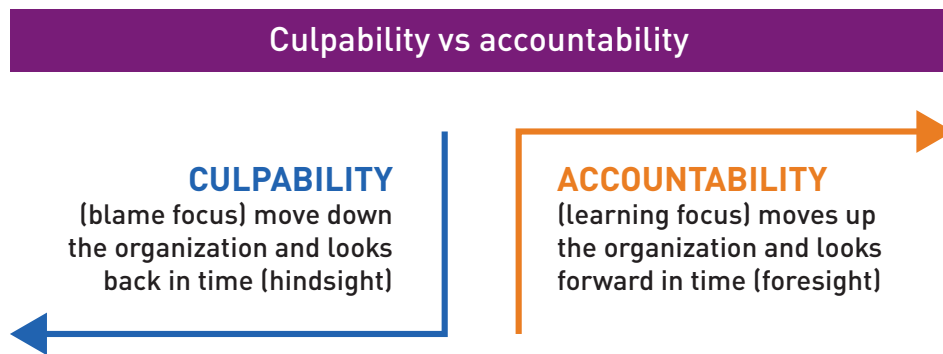 Culpability vs accountability
CULPABILITY
(blame focus) move down
the organization and looks
back in time (hindsight)
ACCOUNTABILITY
(learning focus) moves up
the organization and looks
forward in time (foresight)